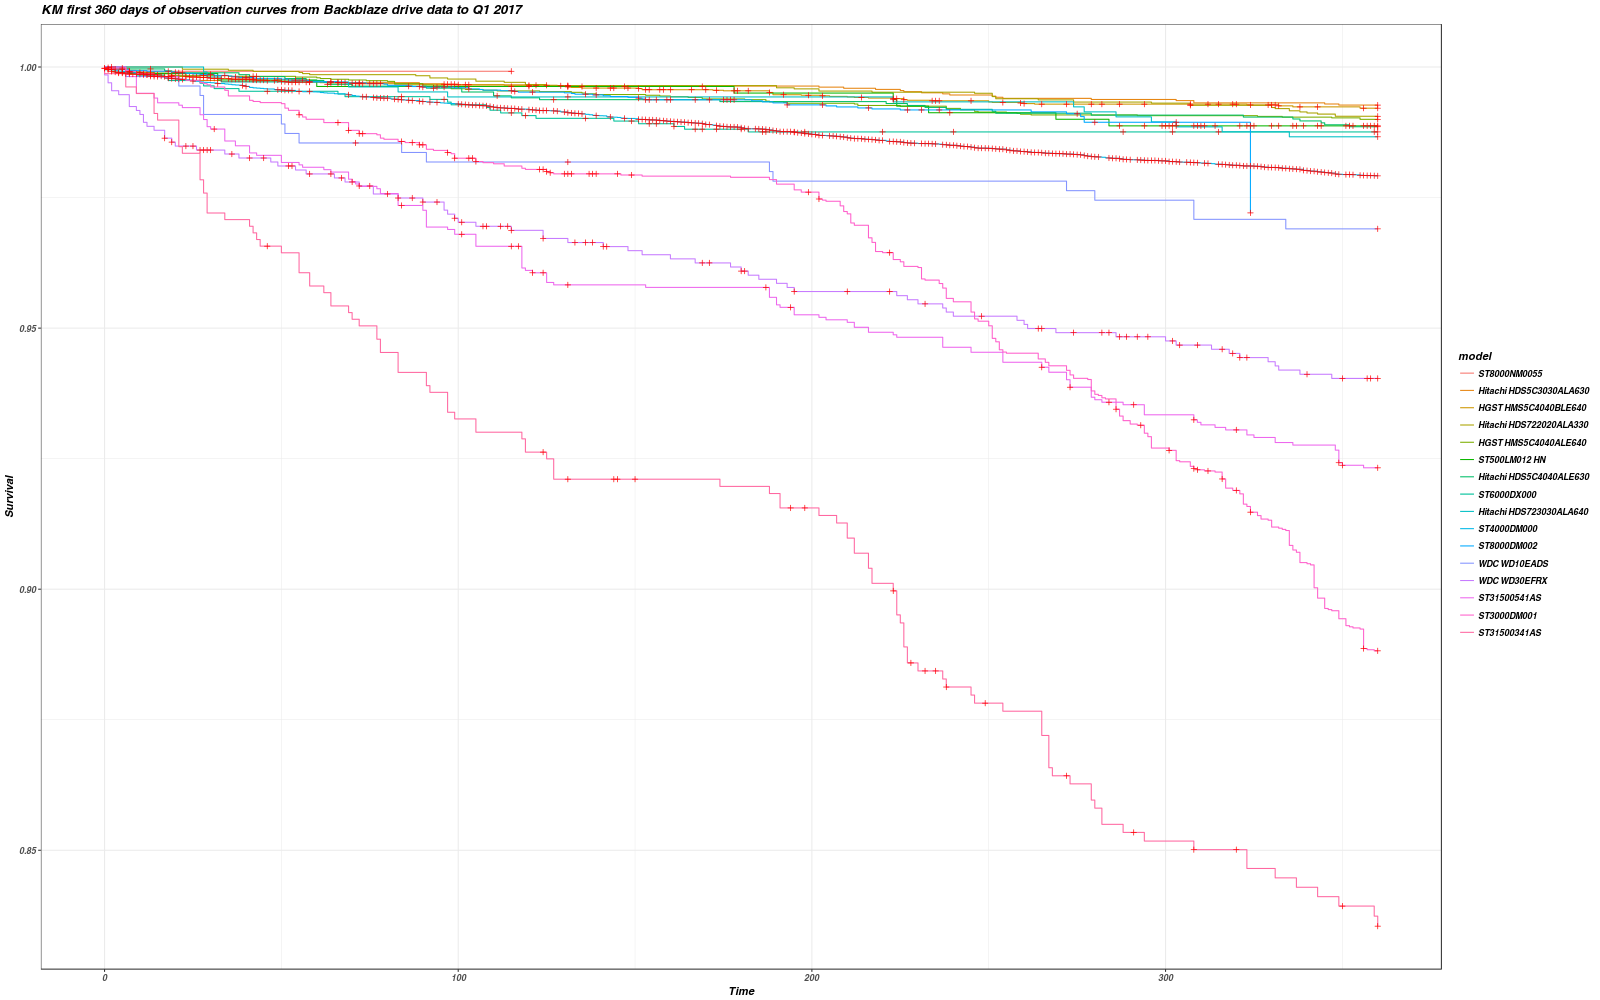 KM first 360 days of observation curves from Backblaze drive data to Q1 2017
1.00
0.95
0.90
0.85
Survival
0
100
200
300
Time
model
ST8000NM0055
Hitachi HDS5C3030ALA630
HGST HMS5C4040BLE640
Hitachi HDS722020ALA330
HGST HMS5C4040ALE640
ST500LM012 HN
Hitachi HDS5C4040ALE630
ST6000DX000
Hitachi HDS723030ALA640
ST4000DM000
ST8000DM002
WDC WD10EADS
WDC WD30EFRX
ST31500541AS
ST3000DM001
ST31500341AS